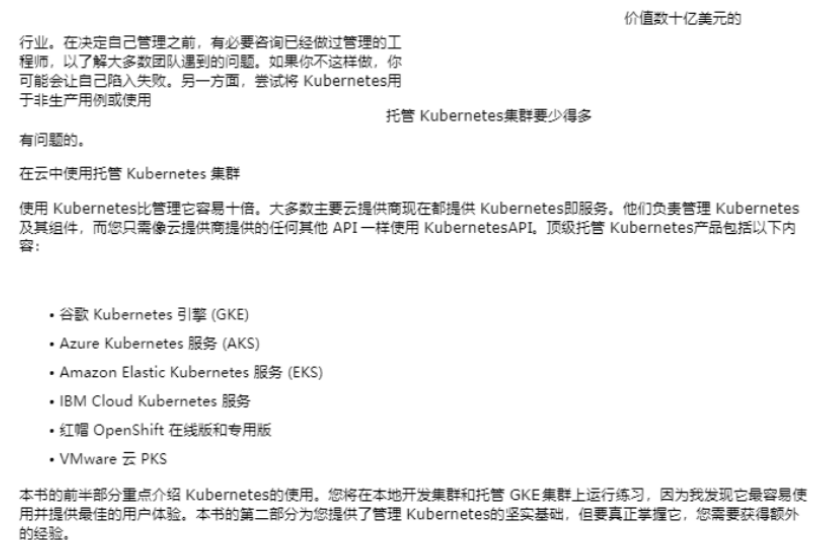 价值数十亿美元的
行业。在决定自己管理之前，有必要咨询已经做过管理的工
程师，以了解大多数团队遇到的问题。如果你不这样做，你
可能会让自己陷入失败。另一方面，尝试将 Kubernetes用
于非生产用例或使用
托管 Kubernetes集群要少得多
有问题的。
在云中使用托管 Kubernetes 集群
使用 Kubernetes比管理它容易十倍。大多数主要云提供商现在都提供 Kubernetes即服务。他们负责管理 Kubernetes
及其组件，而您只需像云提供商提供的任何其他 API 一样使用 KubernetesAPI。顶级托管 Kubernetes产品包括以下内
容：
• 谷歌 Kubernetes 引擎 (GKE)
• Azure Kubernetes 服务 (AKS)
• Amazon Elastic Kubernetes 服务 (EKS)
• IBM Cloud Kubernetes 服务
• 红帽 OpenShift 在线版和专用版
• VMware 云 PKS
本书的前半部分重点介绍 Kubernetes的使用。您将在本地开发集群和托管 GKE集群上运行练习，因为我发现它最容易使
用并提供最佳的用户体验。本书的第二部分为您提供了管理 Kubernetes的坚实基础，但要真正掌握它，您需要获得额外
的经验。